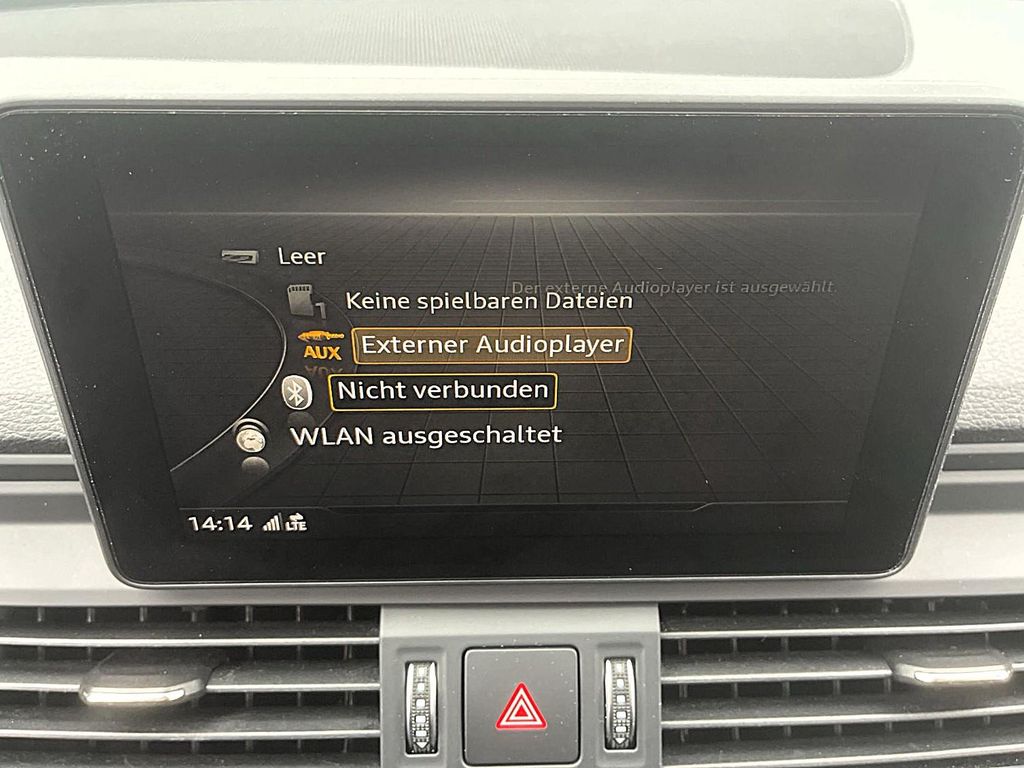 Leer
Der externe Audioplayer ist ausgewählt.
1 Keine spielbaren Dateien
AUX Externer Audioplayer
Nicht verbunden
WLAN ausgeschaltet
14:14 LTE